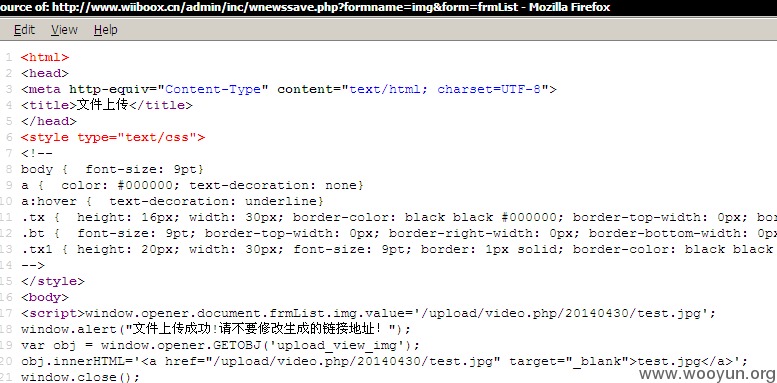 ource of: http://www.wiiboox.cn/admin/inc/wnewssave.php?formname=img&form=frmList - Mozilla Firefox
Edit View Help
1 <html>
2 <head>
3 <meta http-equiv="Content-Type" content="text/html; charset=UTF-8">
4 <title>文件上传</title>
5 </head>
6 <style type="text/css">
7 <!--
8 body {  font-size: 9pt}
9 a {  color: #000000; text-decoration: none}
10 a:hover {  text-decoration: underline}
11 .tx {  height: 16px; width: 30px; border-color: black black #000000; border-top-width: 0px; bor
12 .bt {  font-size: 9pt; border-top-width: 0px; border-right-width: 0px; border-bottom-width: 0px
13 .tx1 { height: 20px; width: 30px; font-size: 9pt; border: 1px solid; border-color: black black
14 -->
15 </style>
16 <body>
17 <script>window.opener.document.frmList.img.value='/upload/video.php/20140430/test.jpg';
18 window.alert("文件上传成功!请不要修改生成的链接地址！");
19 var obj = window.opener.GETOBJ('upload_view_img');
20 obj.innerHTML='<a href="/upload/video.php/20140430/test.jpg" target="_blank">test.jpg</a>';
21 window.close();
www.wooyun.org